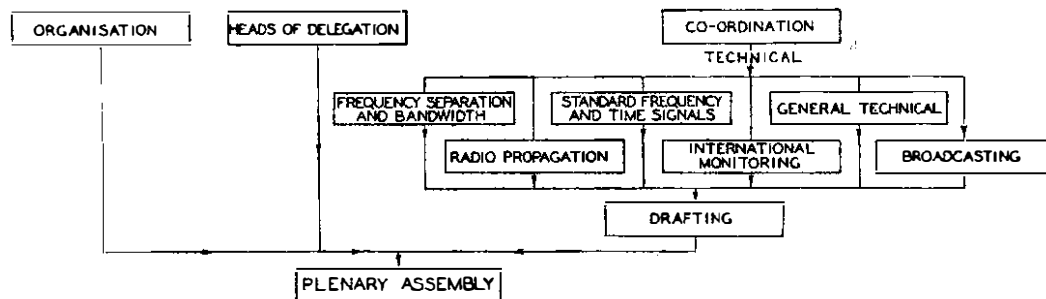 ORGANISATION
HEADS OF DELEGATION
CO-ORDINATION
TECHNICAL
FREQUENCY SEPARATION
AND BANDWIDTH
STANDARD FREQUENCY
AND TIME SIGNALS
GENERAL TECHNICAL
RADIO PROPAGATION
INTERNATIONAL
MONITORING
BROADCASTING
DRAFTING
PLENARY ASSEMBLY